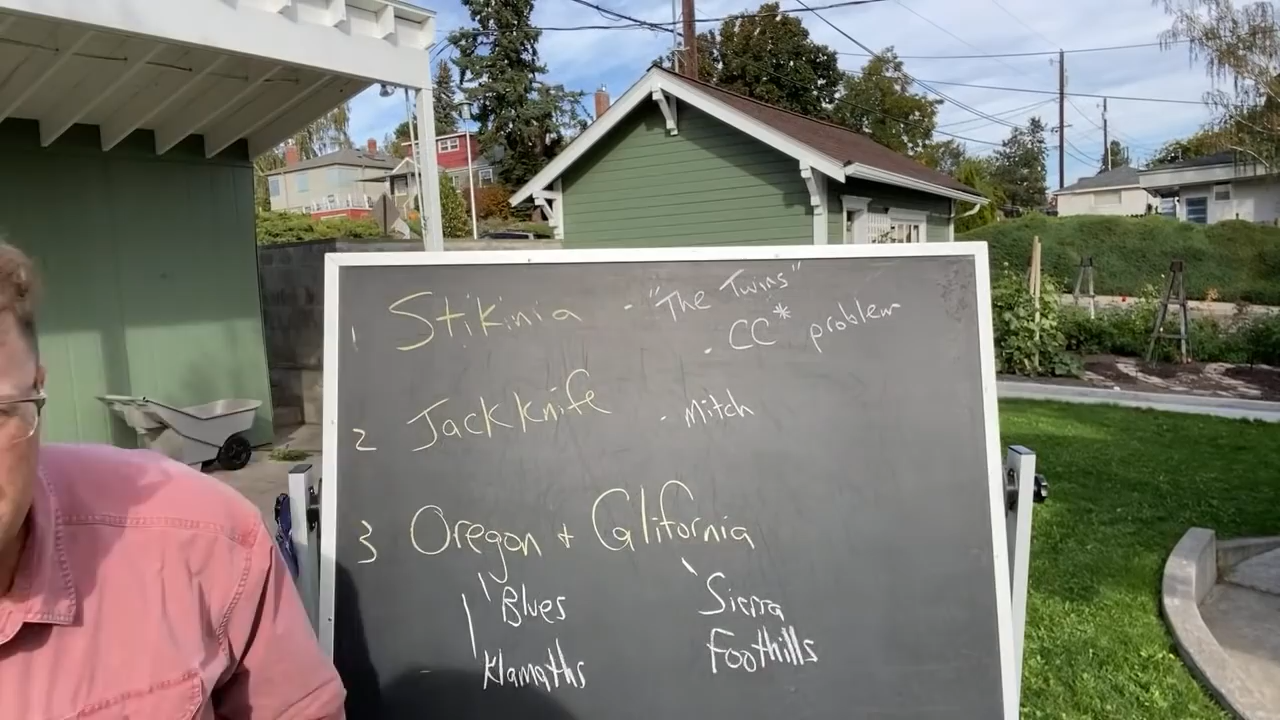 1 Stikinia - "The Twins"
· CC* problem
2 Jackknife - Mitch
3 Oregon + California
Blues Sierra
Klamaths Foothills